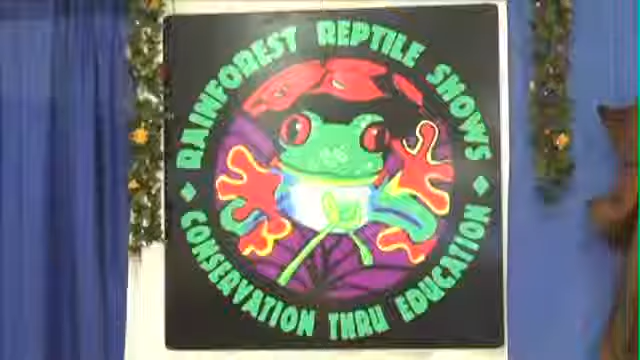 RAINFOREST REPTILE SHOWS
CONSERVATION THRU EDUCATION